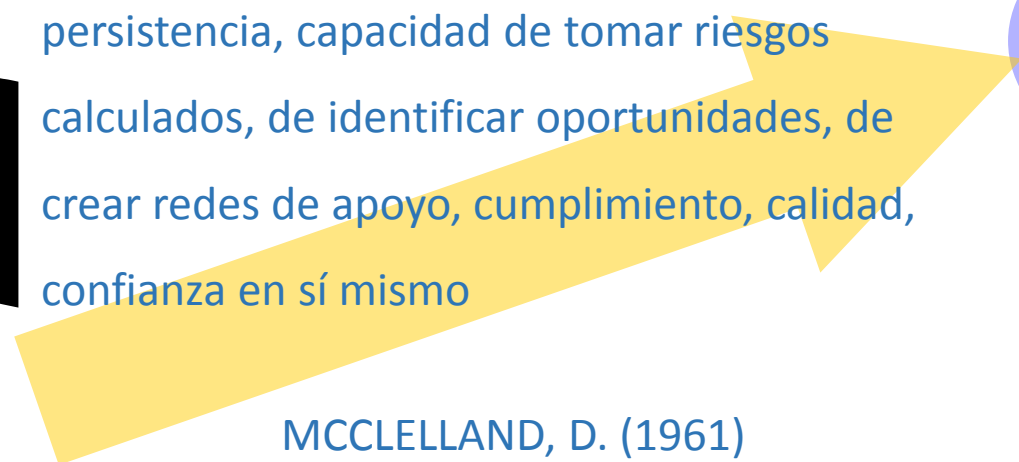 persistencia, capacidad de tomar riesgos
calculados, de identificar oportunidades, de
crear redes de apoyo, cumplimiento, calidad,
confianza en sí mismo
MCCLELLAND, D. (1961)